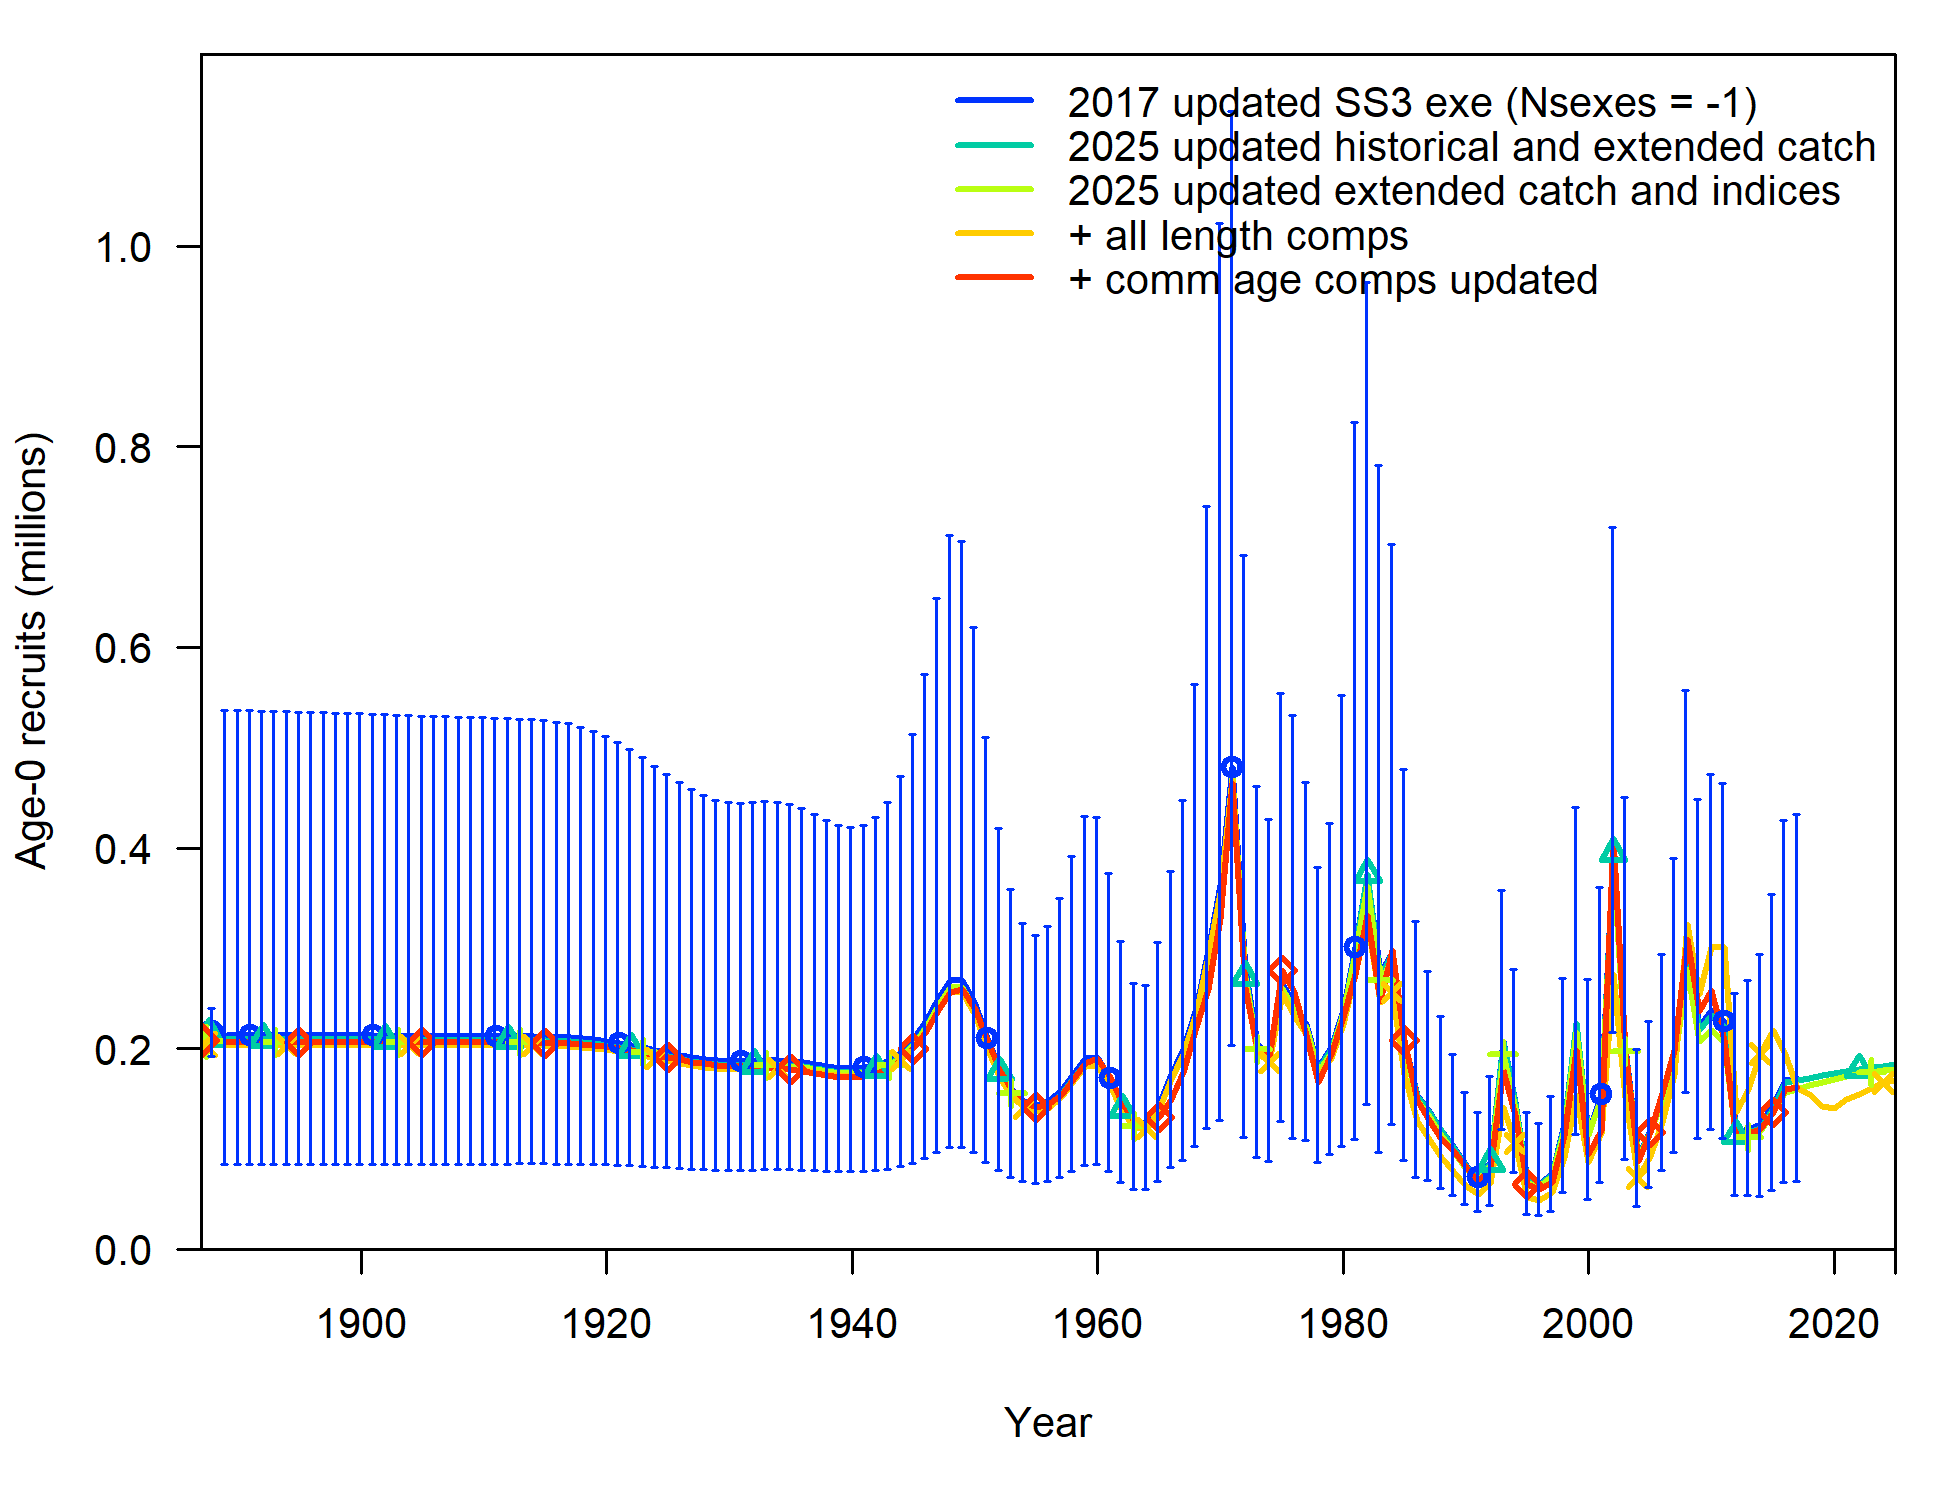 2017 updated SS3 exe (Nsexes = -1)
2025 updated historical and extended catch
2025 updated extended catch and indices
+ all length comps
+ comm age comps updated
1.0
0.8
0.6
0.4
0.2
0.0
Age-0 recruits (millions)
1900
1920
1940
1960
1980
2000
2020
Year